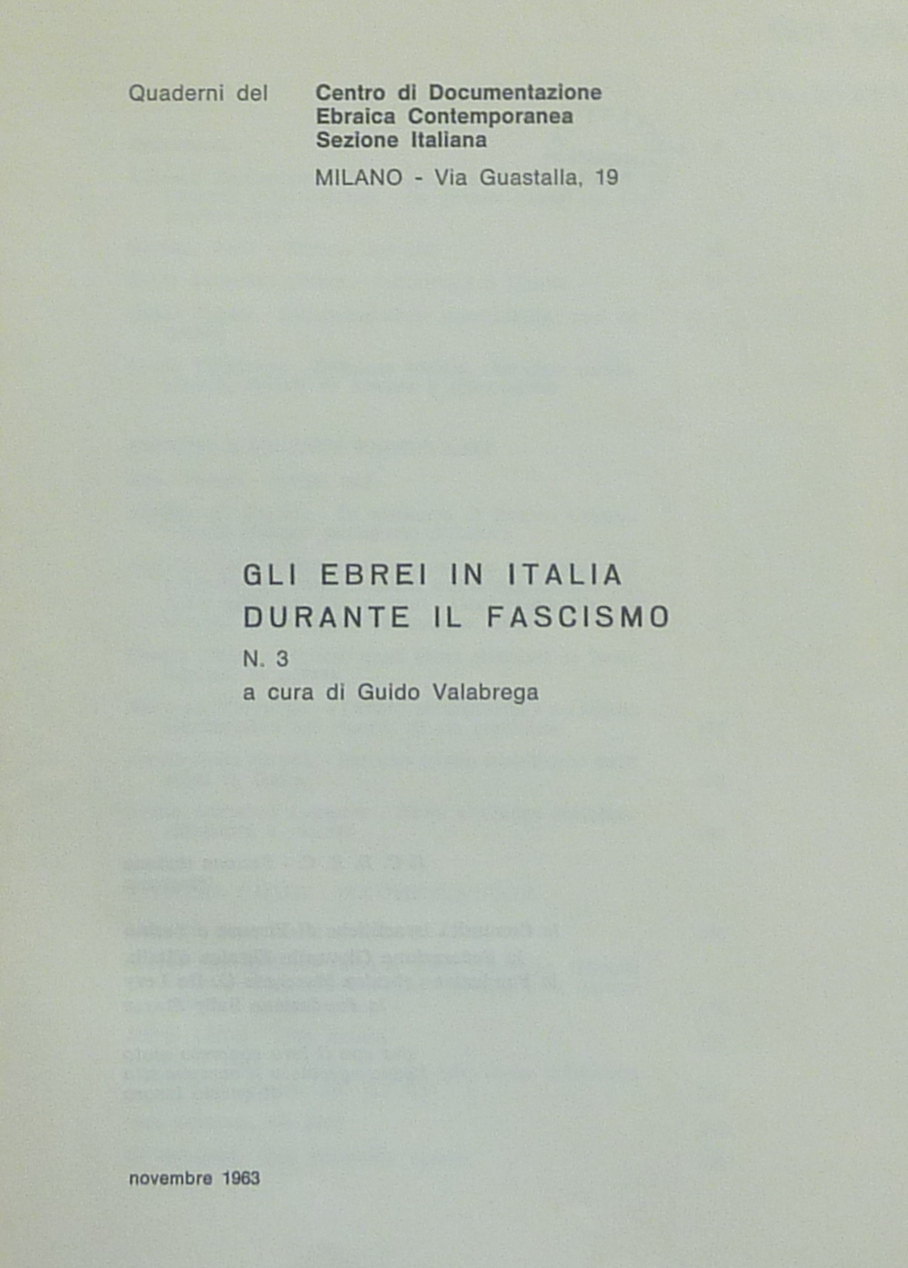 Quaderni del Centro di Documentazione
Ebraica Contemporanea
Sezione Italiana
MILANO - Via Guastalla, 19
GLI EBREI IN ITALIA
DURANTE IL FASCISMO
N. 3
a cura di Guido Valabrega
novembre 1963